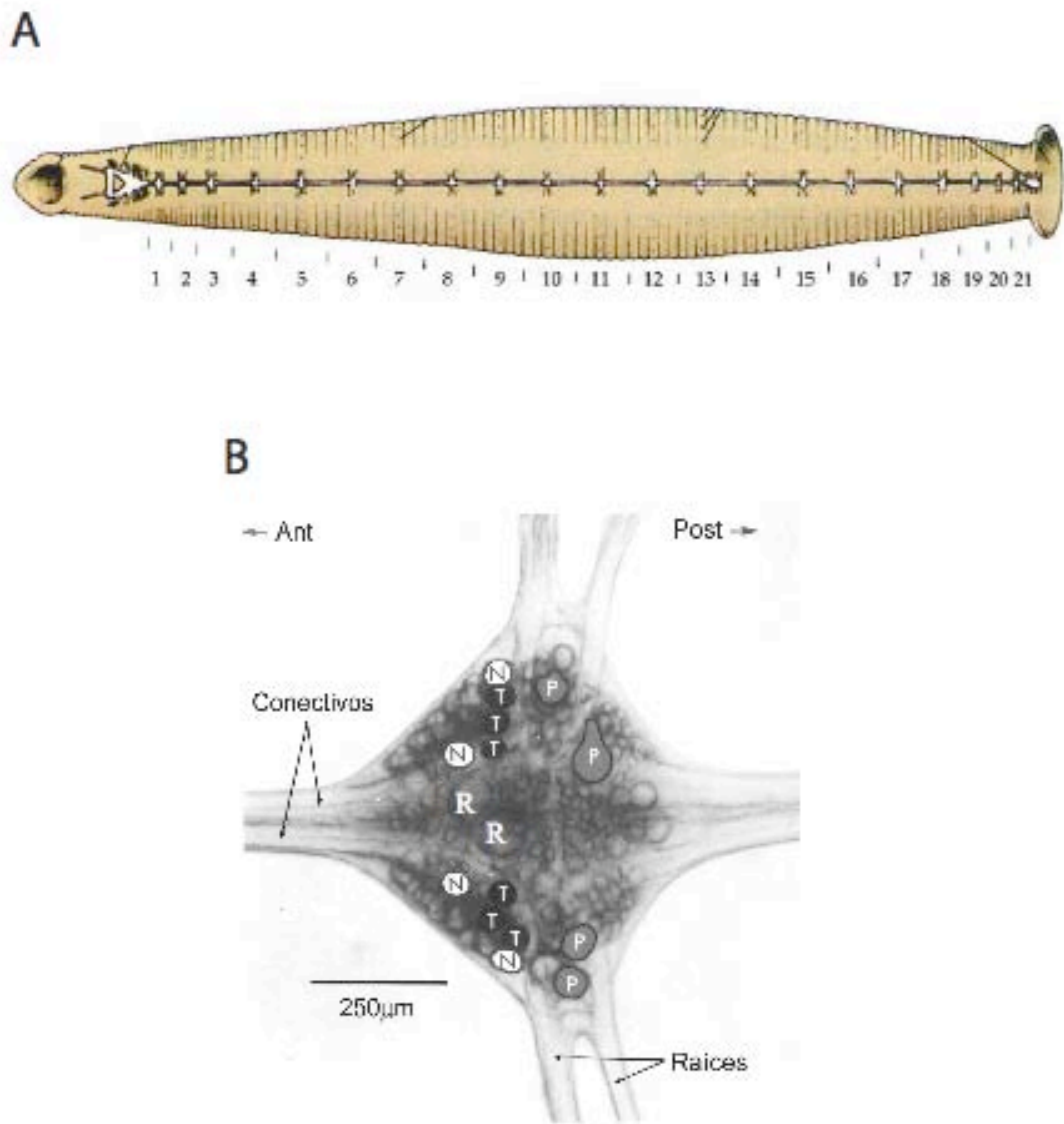 A
1 2 3 4 5 6 7 8 9 10 11 12 13 14 15 16 17 18 19 20 21
B
← Ant Post →
N
T P
T
T P
N
R
R
N T
T
T P
N P
Conectivos
250µm
Raices